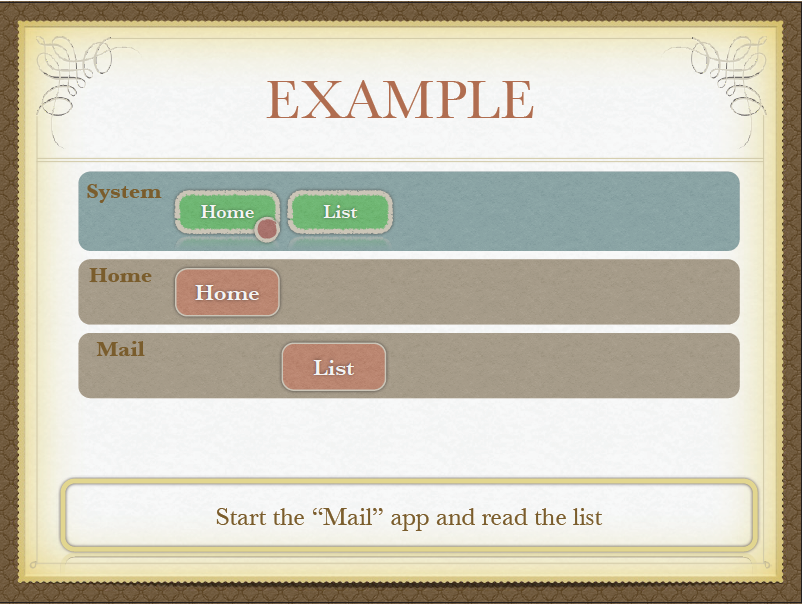 EXAMPLE
System
Home
List
Home
Home
Mail
List
Start the “Mail” app and read the list